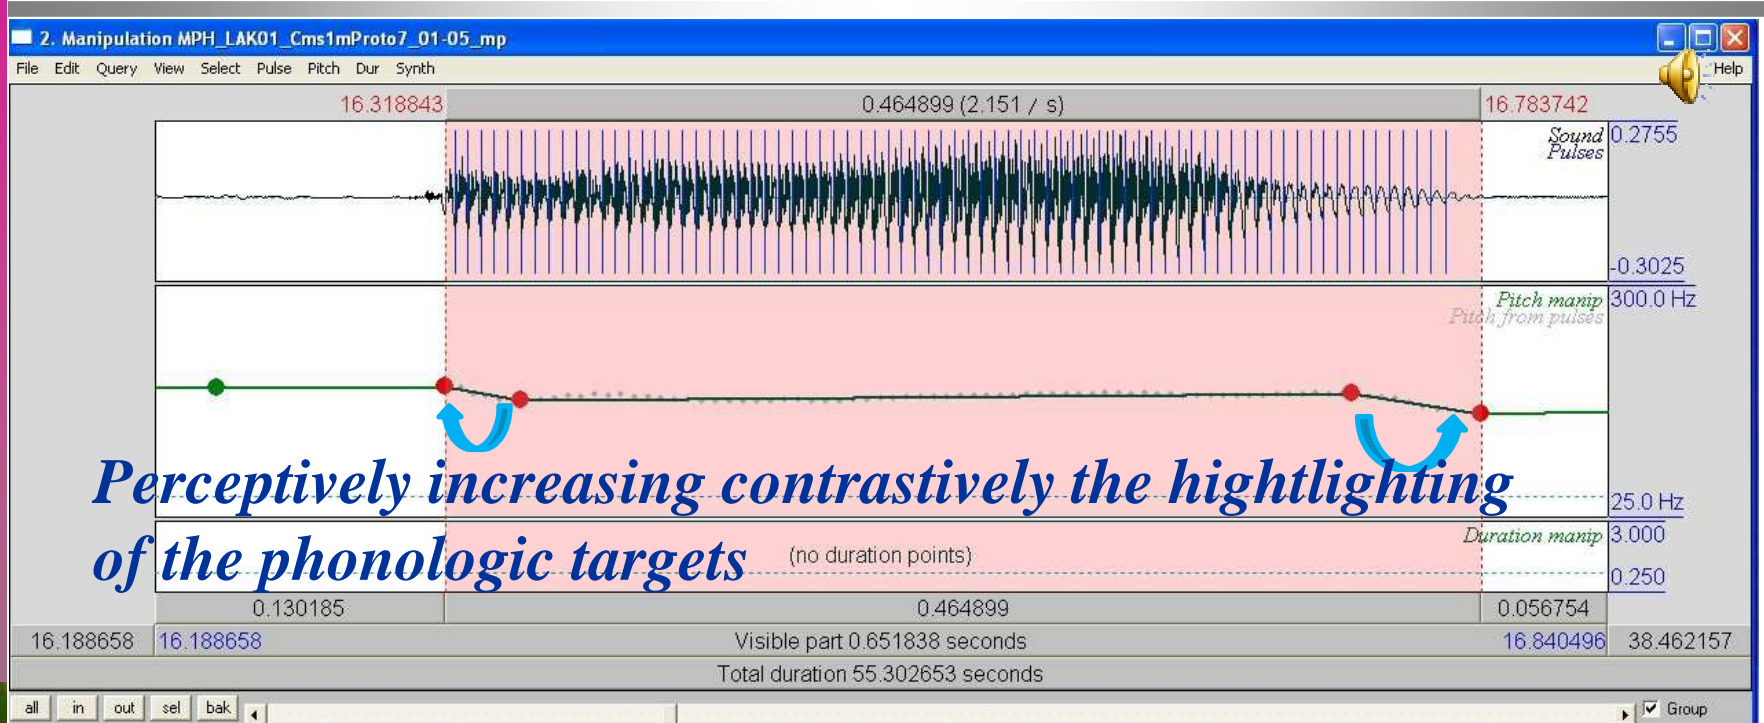 2. Manipulation MPH_LAK01_Cms1mProto7_01-05_mp
File Edit Query View Select Pulse Pitch Dur Synth Help
16.318843 0.464899 (2.151 / s) 16.783742
Sound 0.2755
Pulses
-0.3025
Pitch manip 300.0 Hz
Pitch from pulses
Perceptively increasing contrastively the hightlighting
25.0 Hz
Duration manip 3.000
of the phonologic targets (no duration points)
0.250
0.130185 0.464899 0.056754
16.188658 16.188658 Visible part 0.651838 seconds 16.840496 38.462157
Total duration 55.302653 seconds
all in out sel bak Group